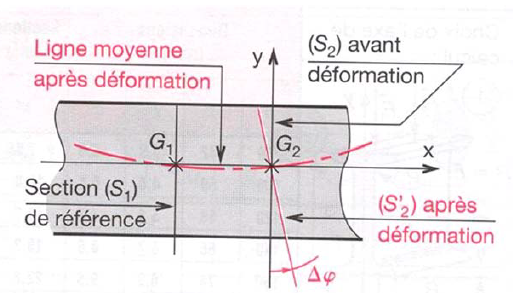 Ligne moyenne
après déformation
y
(S₂) avant
déformation
G₁
G₂
x
Section (S₁)
de référence
(S'₂) après
déformation
Δφ